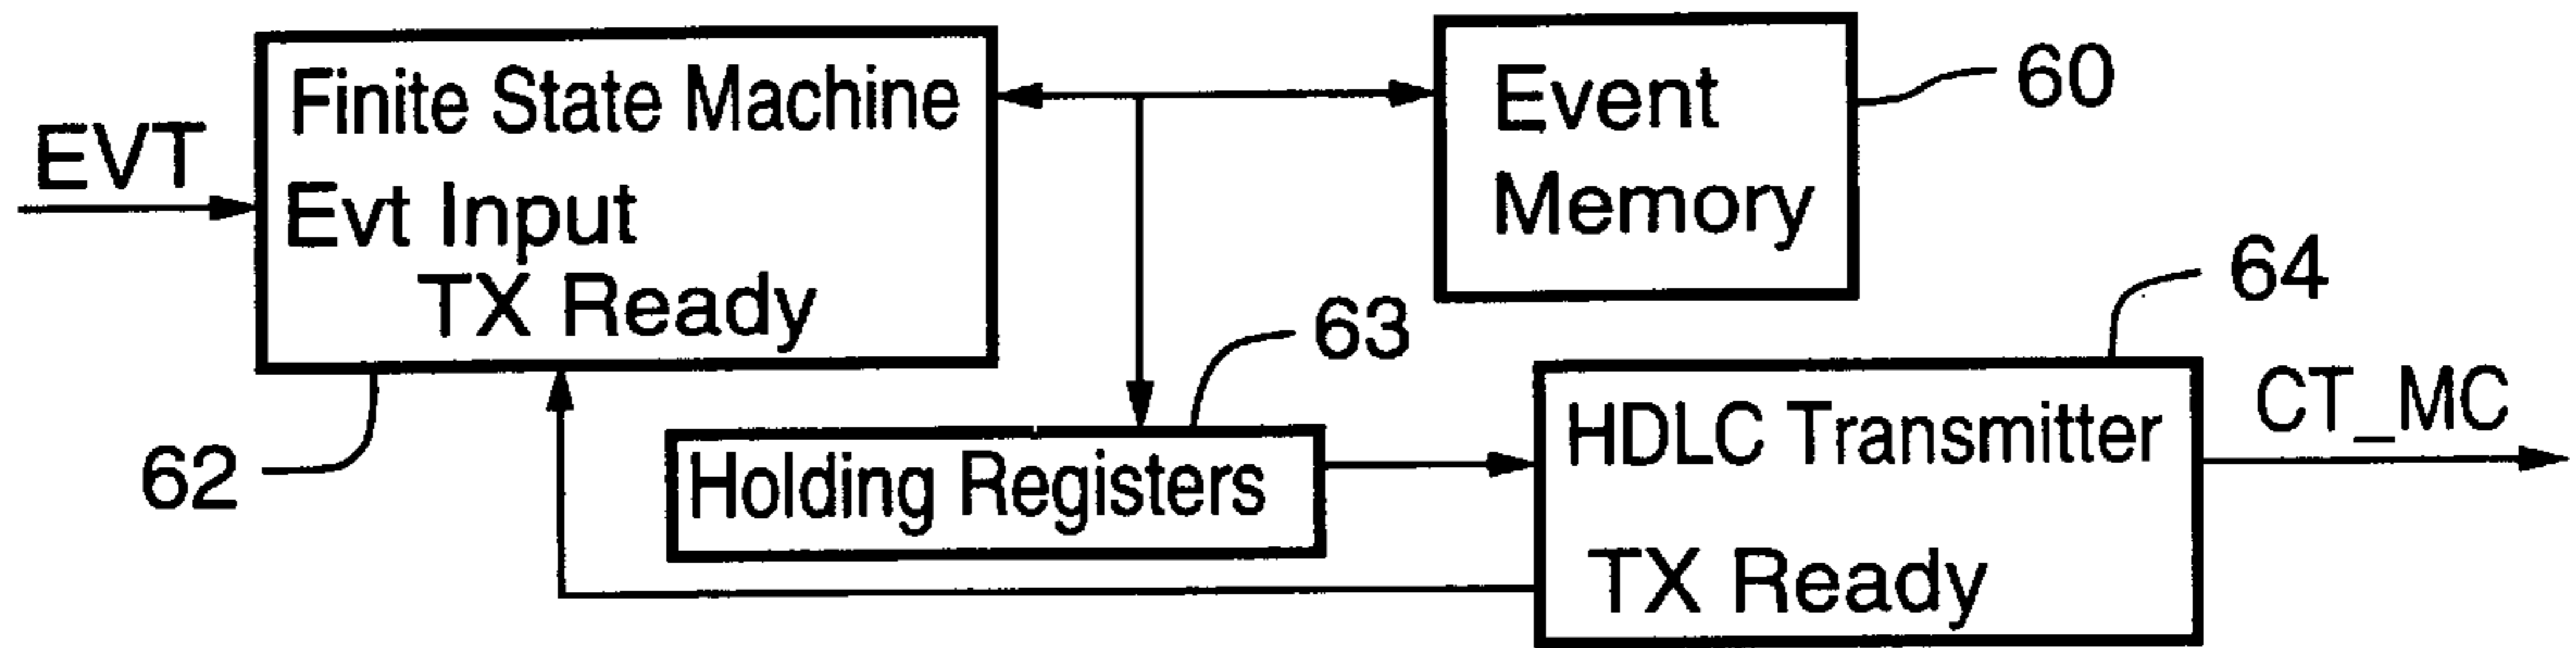 EVT
Finite State Machine
Evt Input
TX Ready
62
Event
Memory
60
63
Holding Registers
64
HDLC Transmitter
TX Ready
CT_MC